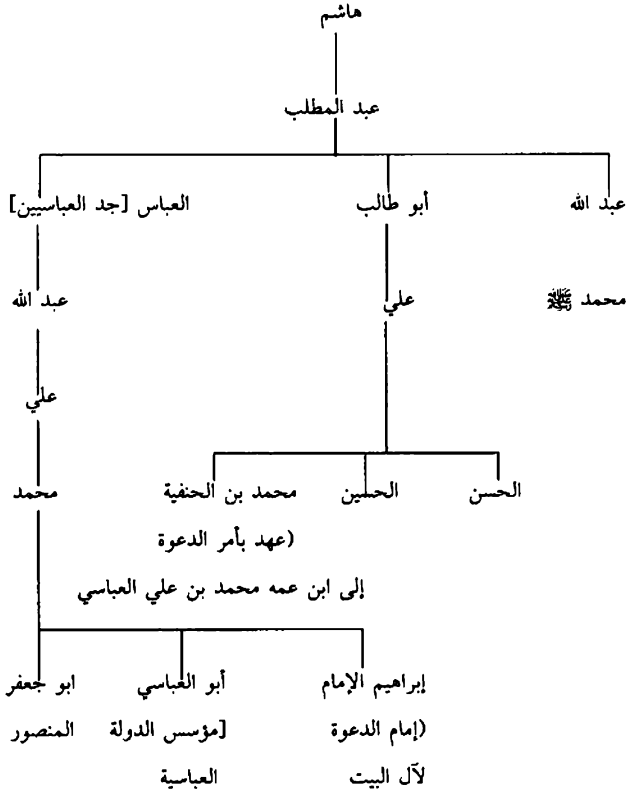 هاشم
عبد المطلب
عبد الله أبو طالب العباس [جد العباسيين]
محمد ﷺ علي عبد الله
علي
الحسن الحسين محمد بن الحنفية محمد
(عهد بأمر الدعوة
إلى ابن عمه محمد بن علي العباسي
إبراهيم الإمام أبو العباسي ابو جعفر
(إمام الدعوة [مؤسس الدولة المنصور
لآل البيت العباسية